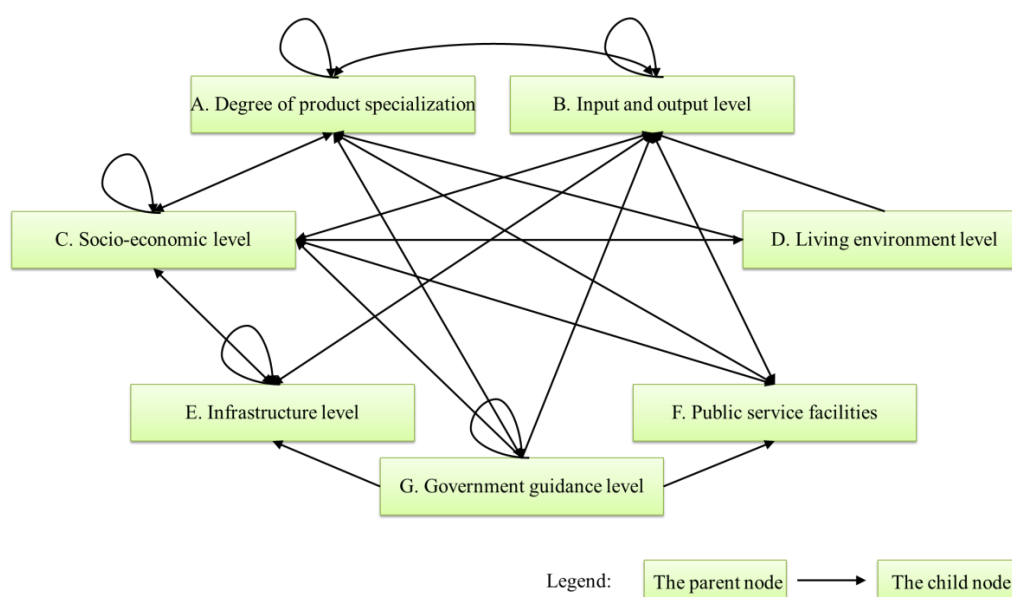 A. Degree of product specialization
B. Input and output level
C. Socio-economic level
D. Living environment level
E. Infrastructure level
F. Public service facilities
G. Government guidance level
Legend:
The parent node
The child node